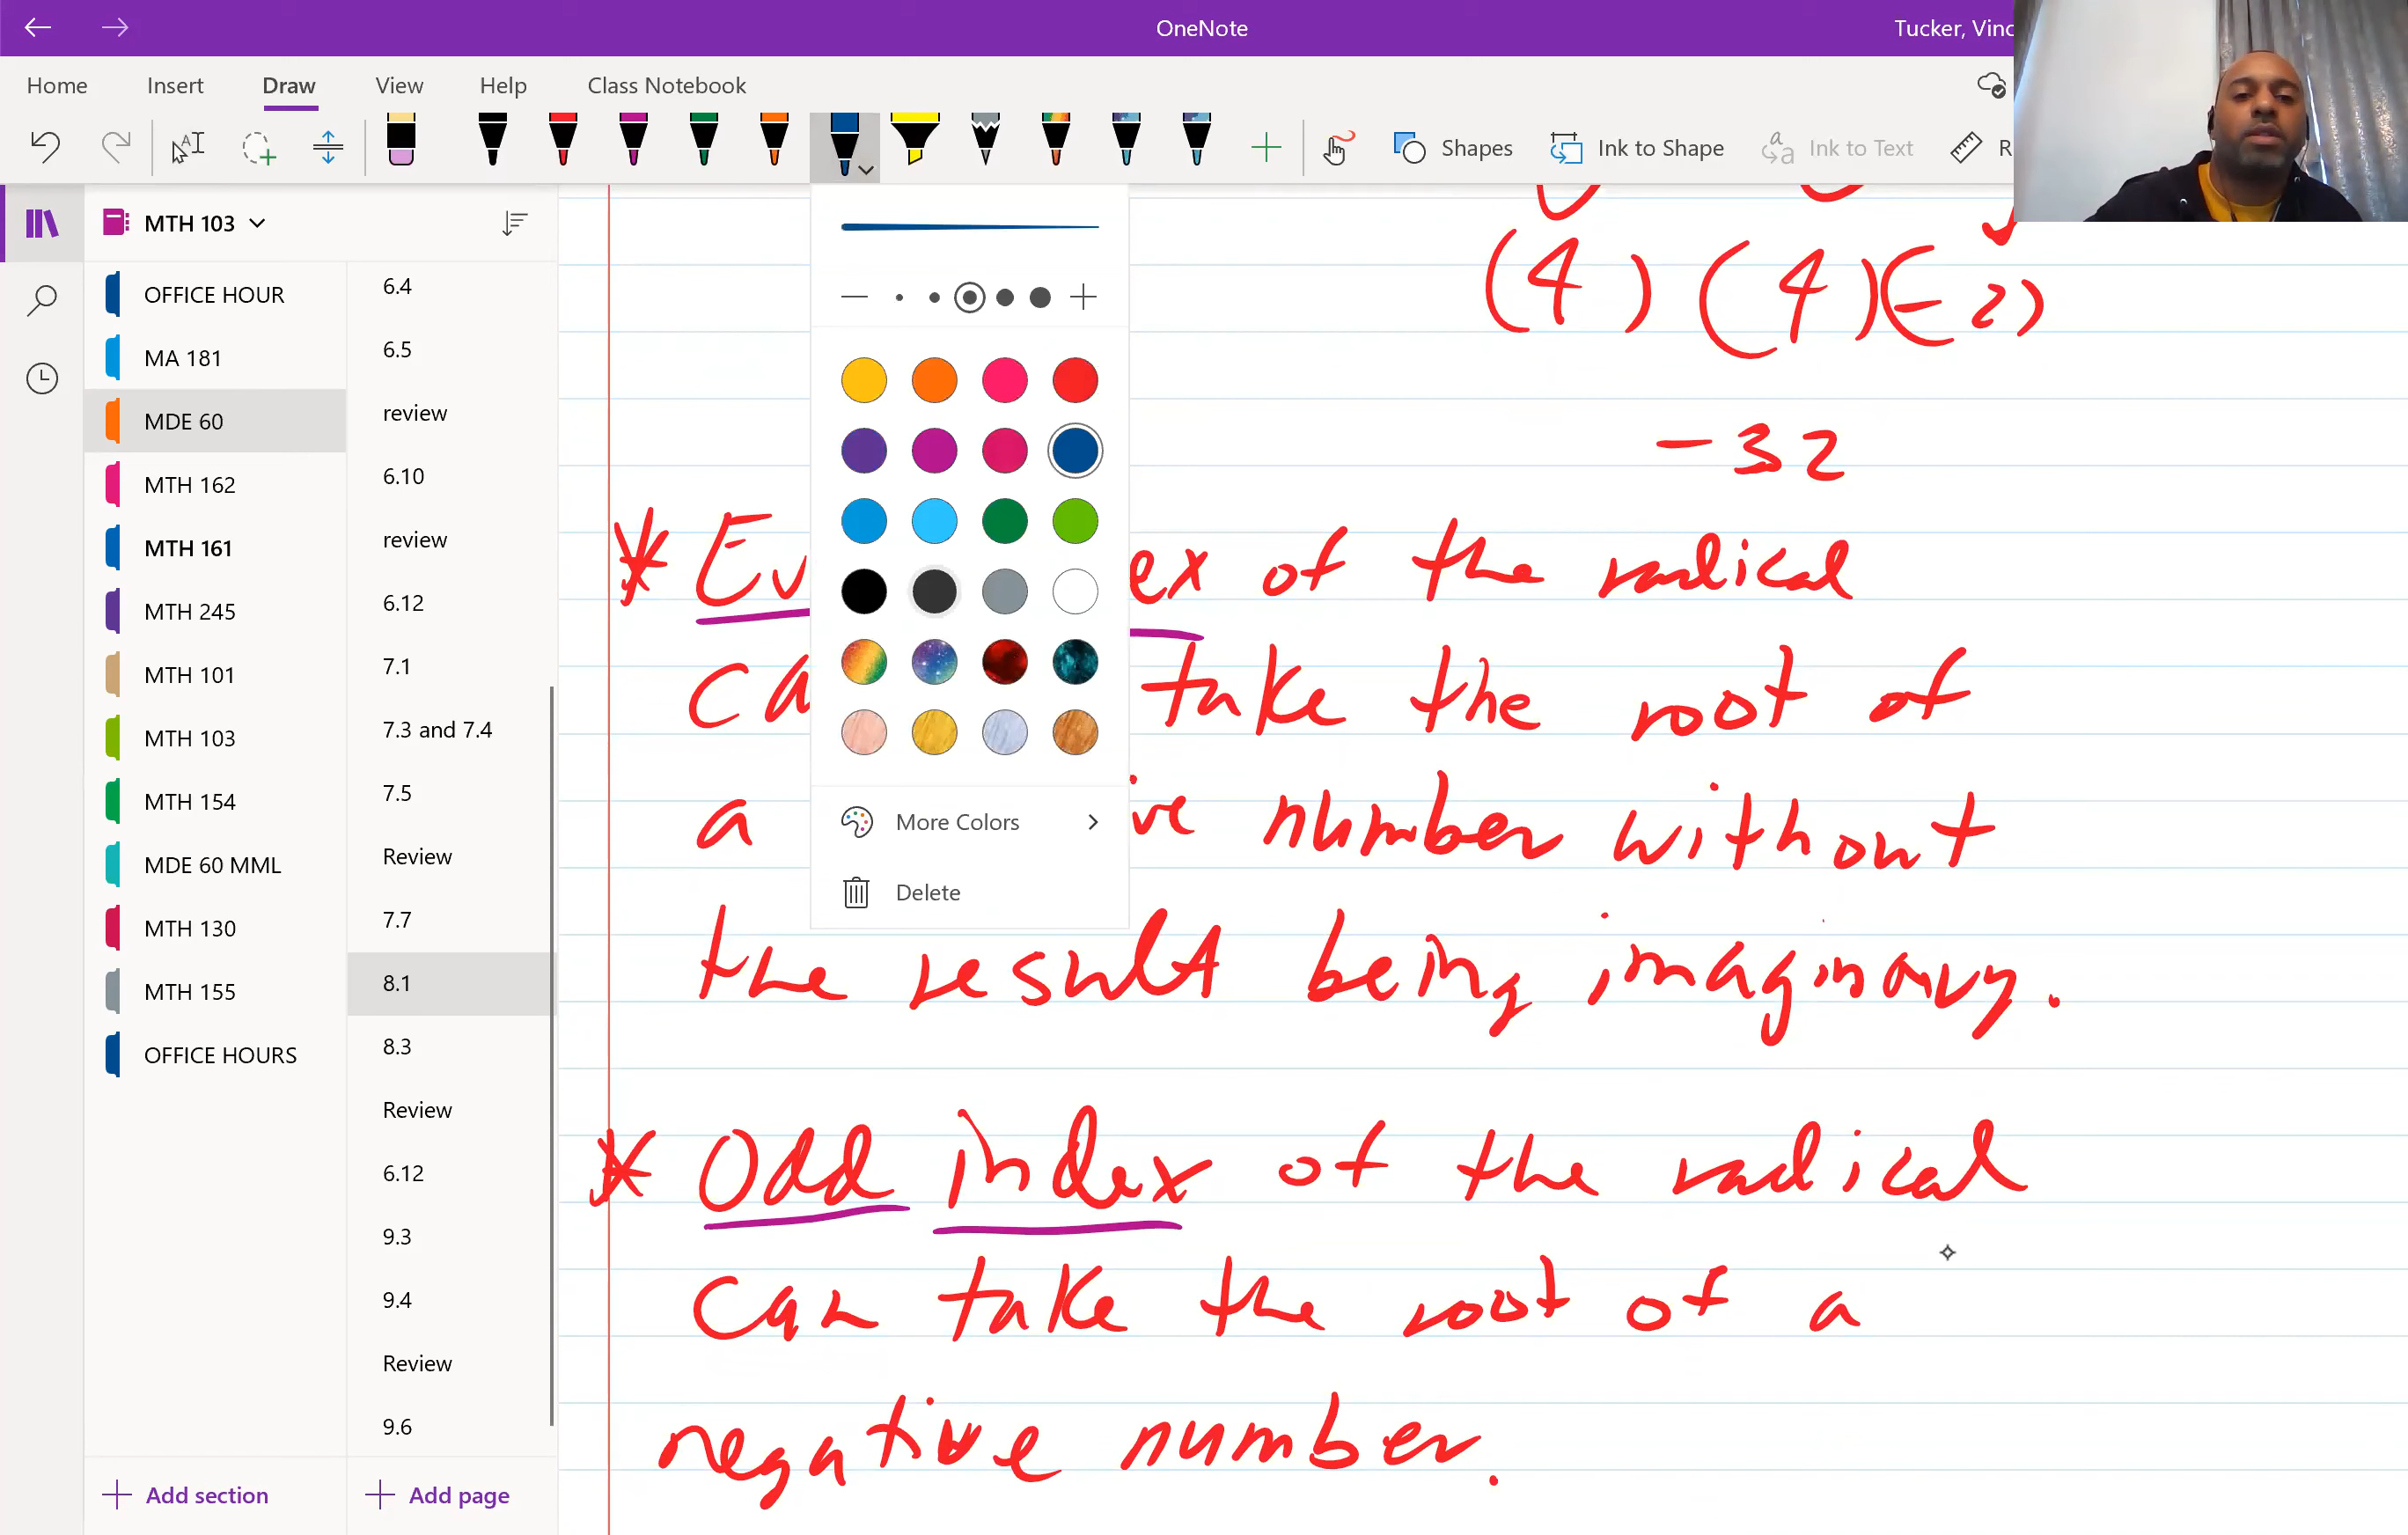 OneNote
Tucker, Vinc
Home Insert Draw View Help Class Notebook
Shapes Ink to Shape Ink to Text R
MTH 103
OFFICE HOUR
MA 181
MDE 60
MTH 162
MTH 161
MTH 245
MTH 101
MTH 103
MTH 154
MDE 60 MML
MTH 130
MTH 155
OFFICE HOURS
Add section
6.4
6.5
review
6.10
review
6.12
7.1
7.3 and 7.4
7.5
Review
7.7
8.1
8.3
Review
6.12
9.3
9.4
Review
9.6
Add page
More Colors
Delete
(4)(4)(-2)
-32
* Ev ex of the radical
ca take the root of
a ive number without
the result being imaginary.
* Odd index of the radical
can take the root of a
negative number.